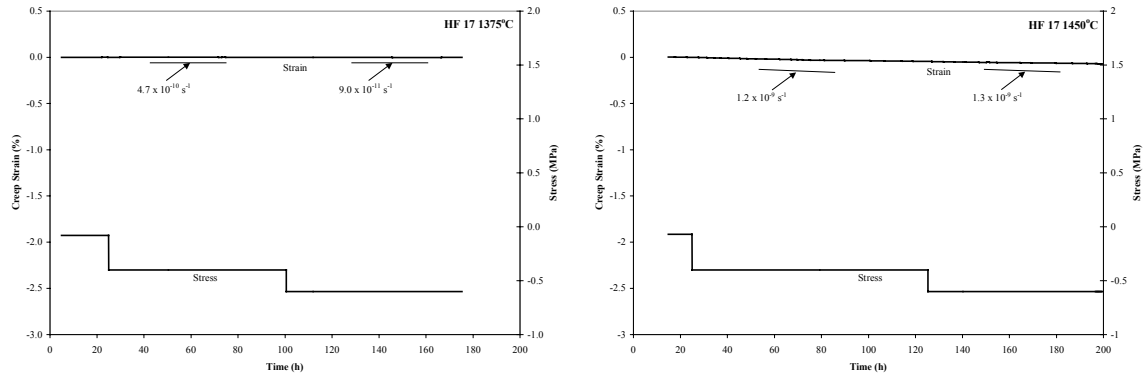 HF 17 1375°C
0.5
0.0
-0.5
-1.0
-1.5
-2.0
-2.5
-3.0
Creep Strain (%)
2.0
1.5
1.0
0.5
0.0
-0.5
-1.0
Stress (MPa)
Strain
4.7 x 10⁻¹⁰ s⁻¹
9.0 x 10⁻¹¹ s⁻¹
Stress
0 20 40 60 80 100 120 140 160 180 200
Time (h)
HF 17 1450°C
0.5
0
-0.5
-1
-1.5
-2
-2.5
-3
Creep Strain (%)
2
1.5
1
0.5
0
-0.5
-1
Stress (MPa)
Strain
1.2 x 10⁻⁹ s⁻¹
1.3 x 10⁻⁹ s⁻¹
Stress
0 20 40 60 80 100 120 140 160 180 200
Time (h)